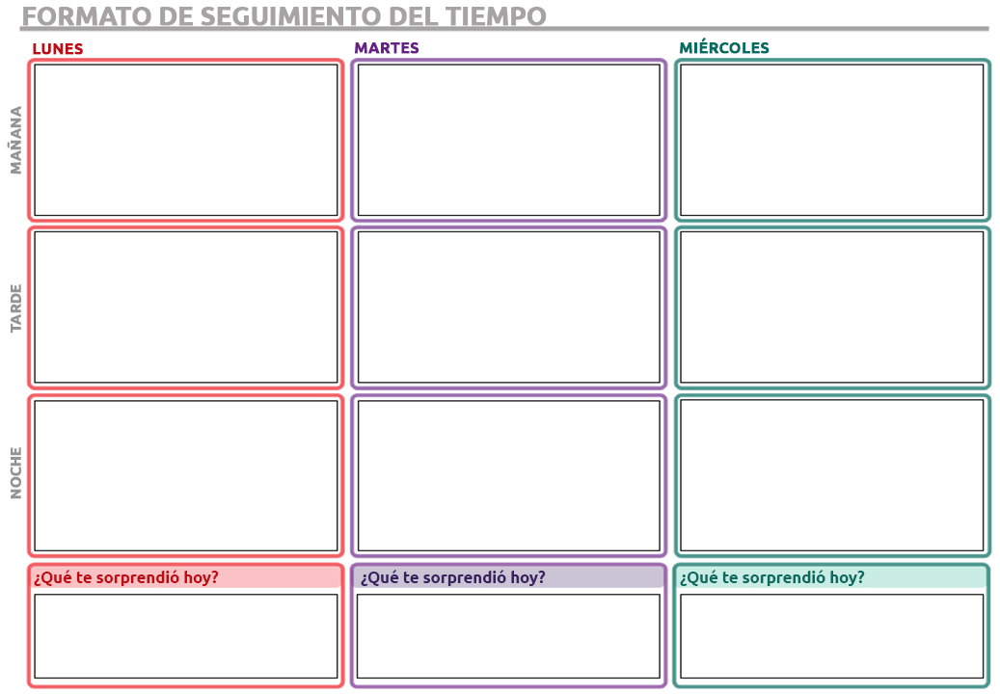 FORMATO DE SEGUIMIENTO DEL TIEMPO
LUNES
MARTES
MIÉRCOLES
MAÑANA
TARDE
NOCHE
¿Qué te sorprendió hoy?
¿Qué te sorprendió hoy?
¿Qué te sorprendió hoy?